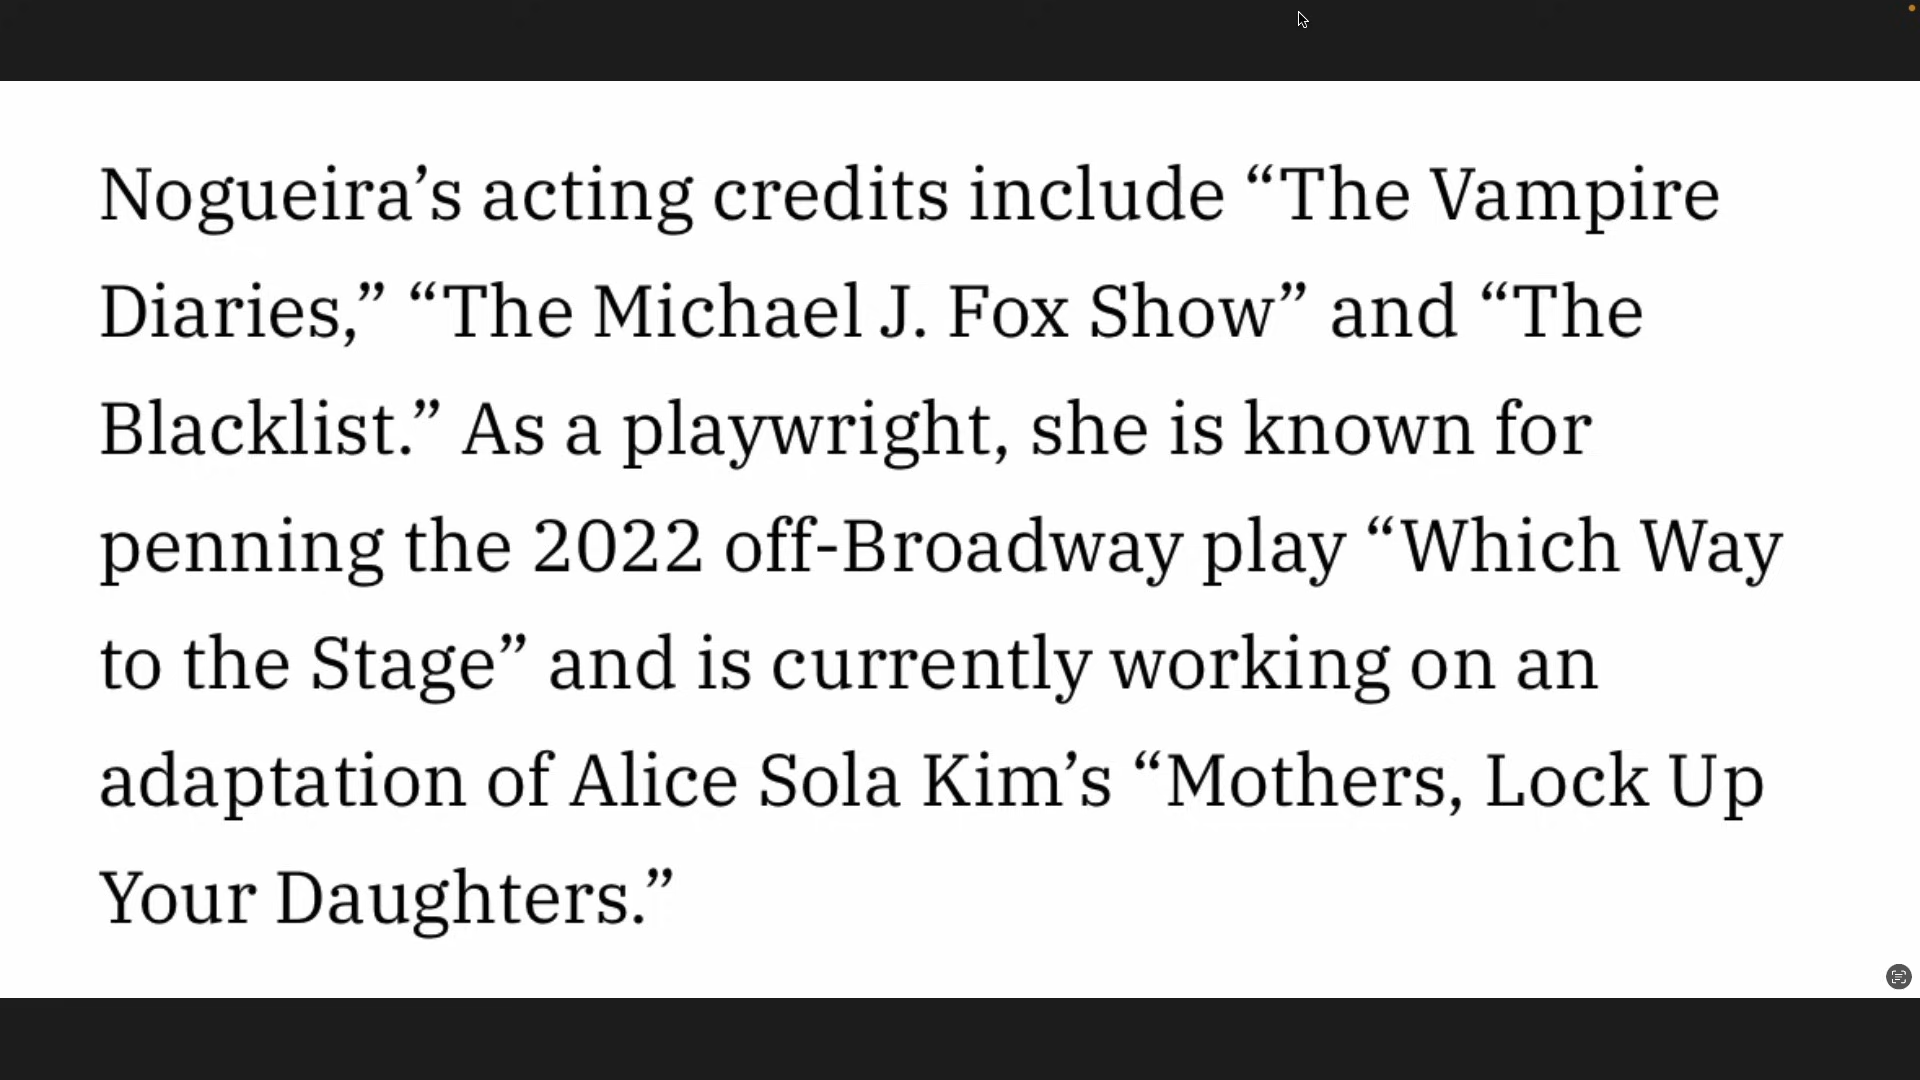 Nogueira’s acting credits include “The Vampire
Diaries,” “The Michael J. Fox Show” and “The
Blacklist.” As a playwright, she is known for
penning the 2022 off-Broadway play “Which Way
to the Stage” and is currently working on an
adaptation of Alice Sola Kim’s “Mothers, Lock Up
Your Daughters.”